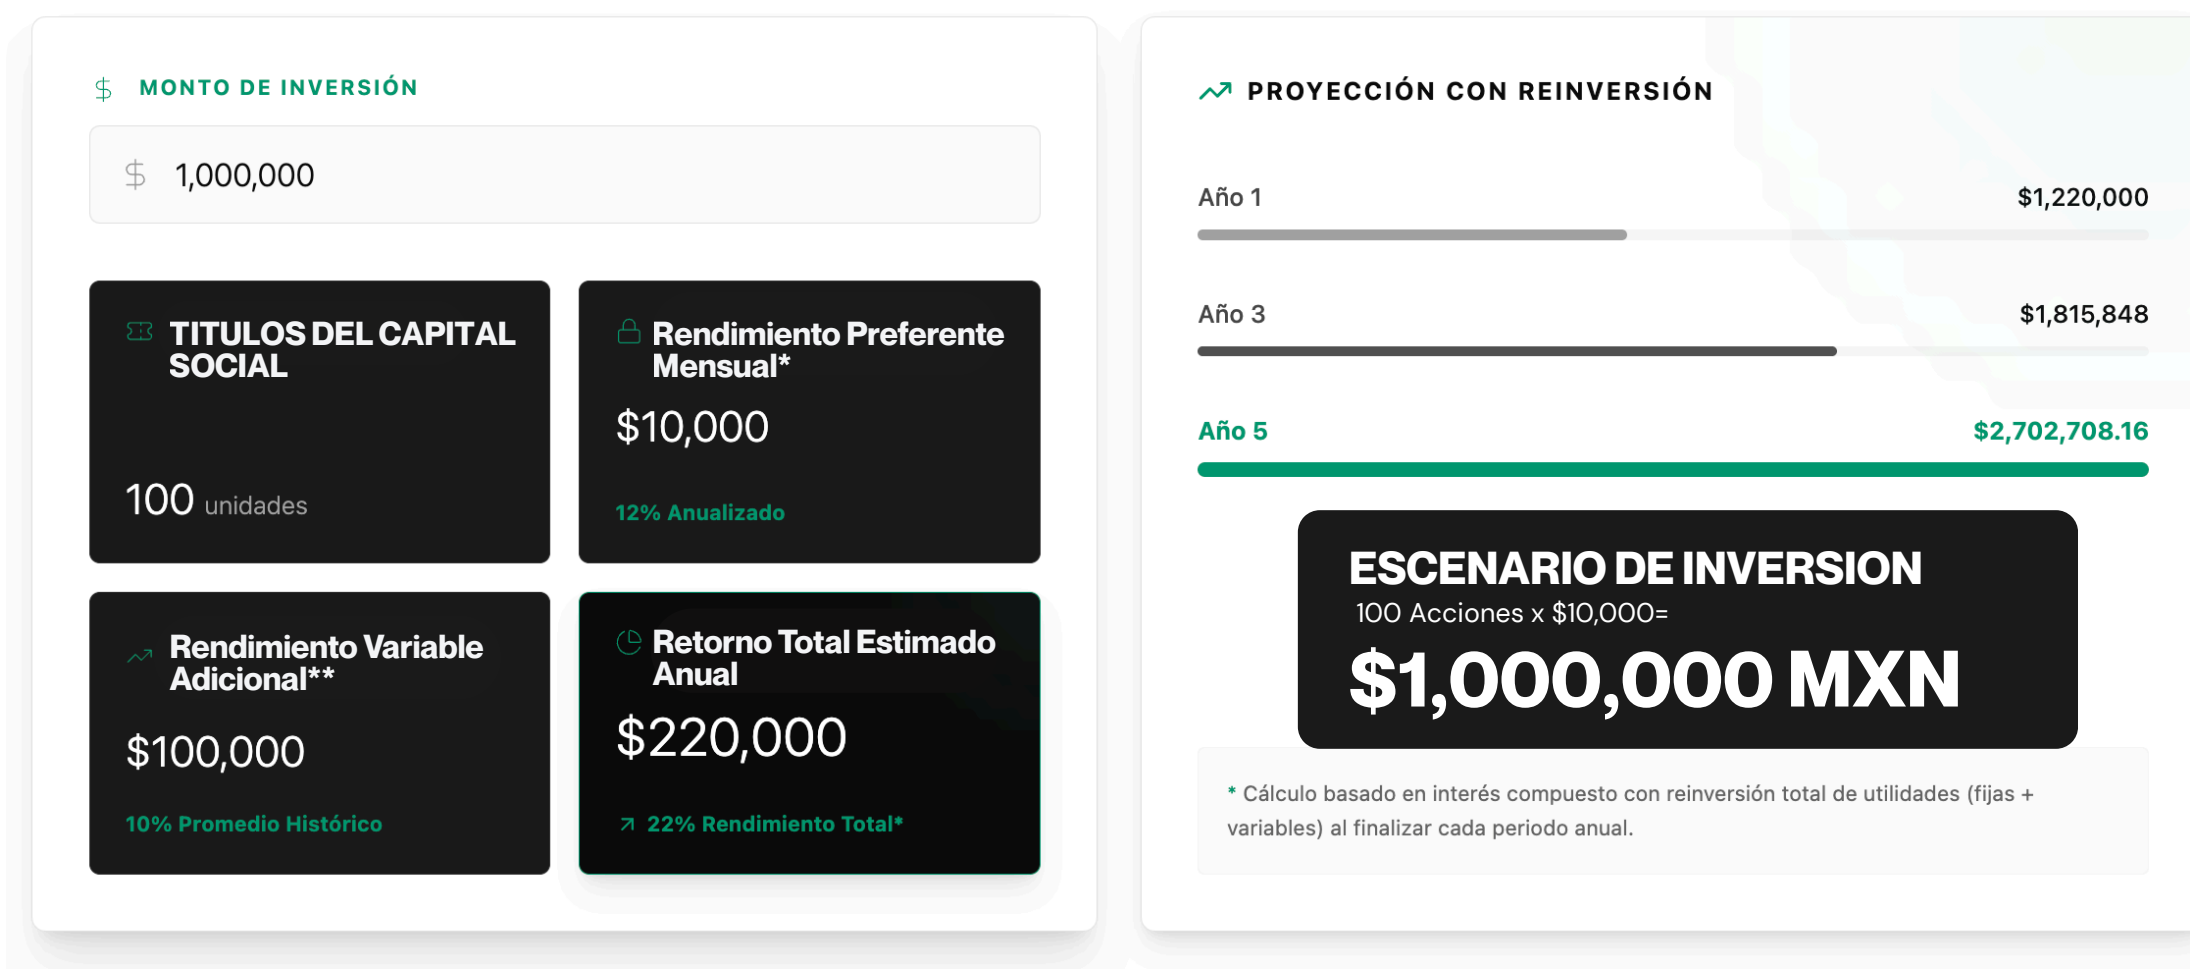 MONTO DE INVERSIÓN
$ 1,000,000
TITULOS DEL CAPITAL
SOCIAL
100 unidades
Rendimiento Preferente
Mensual*
$10,000
12% Anualizado
Rendimiento Variable
Adicional**
$100,000
10% Promedio Histórico
Retorno Total Estimado
Anual
$220,000
22% Rendimiento Total*
PROYECCIÓN CON REINVERSIÓN
Año 1 $1,220,000
Año 3 $1,815,848
Año 5 $2,702,708.16
ESCENARIO DE INVERSION
100 Acciones x $10,000=
$1,000,000 MXN
* Cálculo basado en interés compuesto con reinversión total de utilidades (fijas +
variables) al finalizar cada periodo anual.